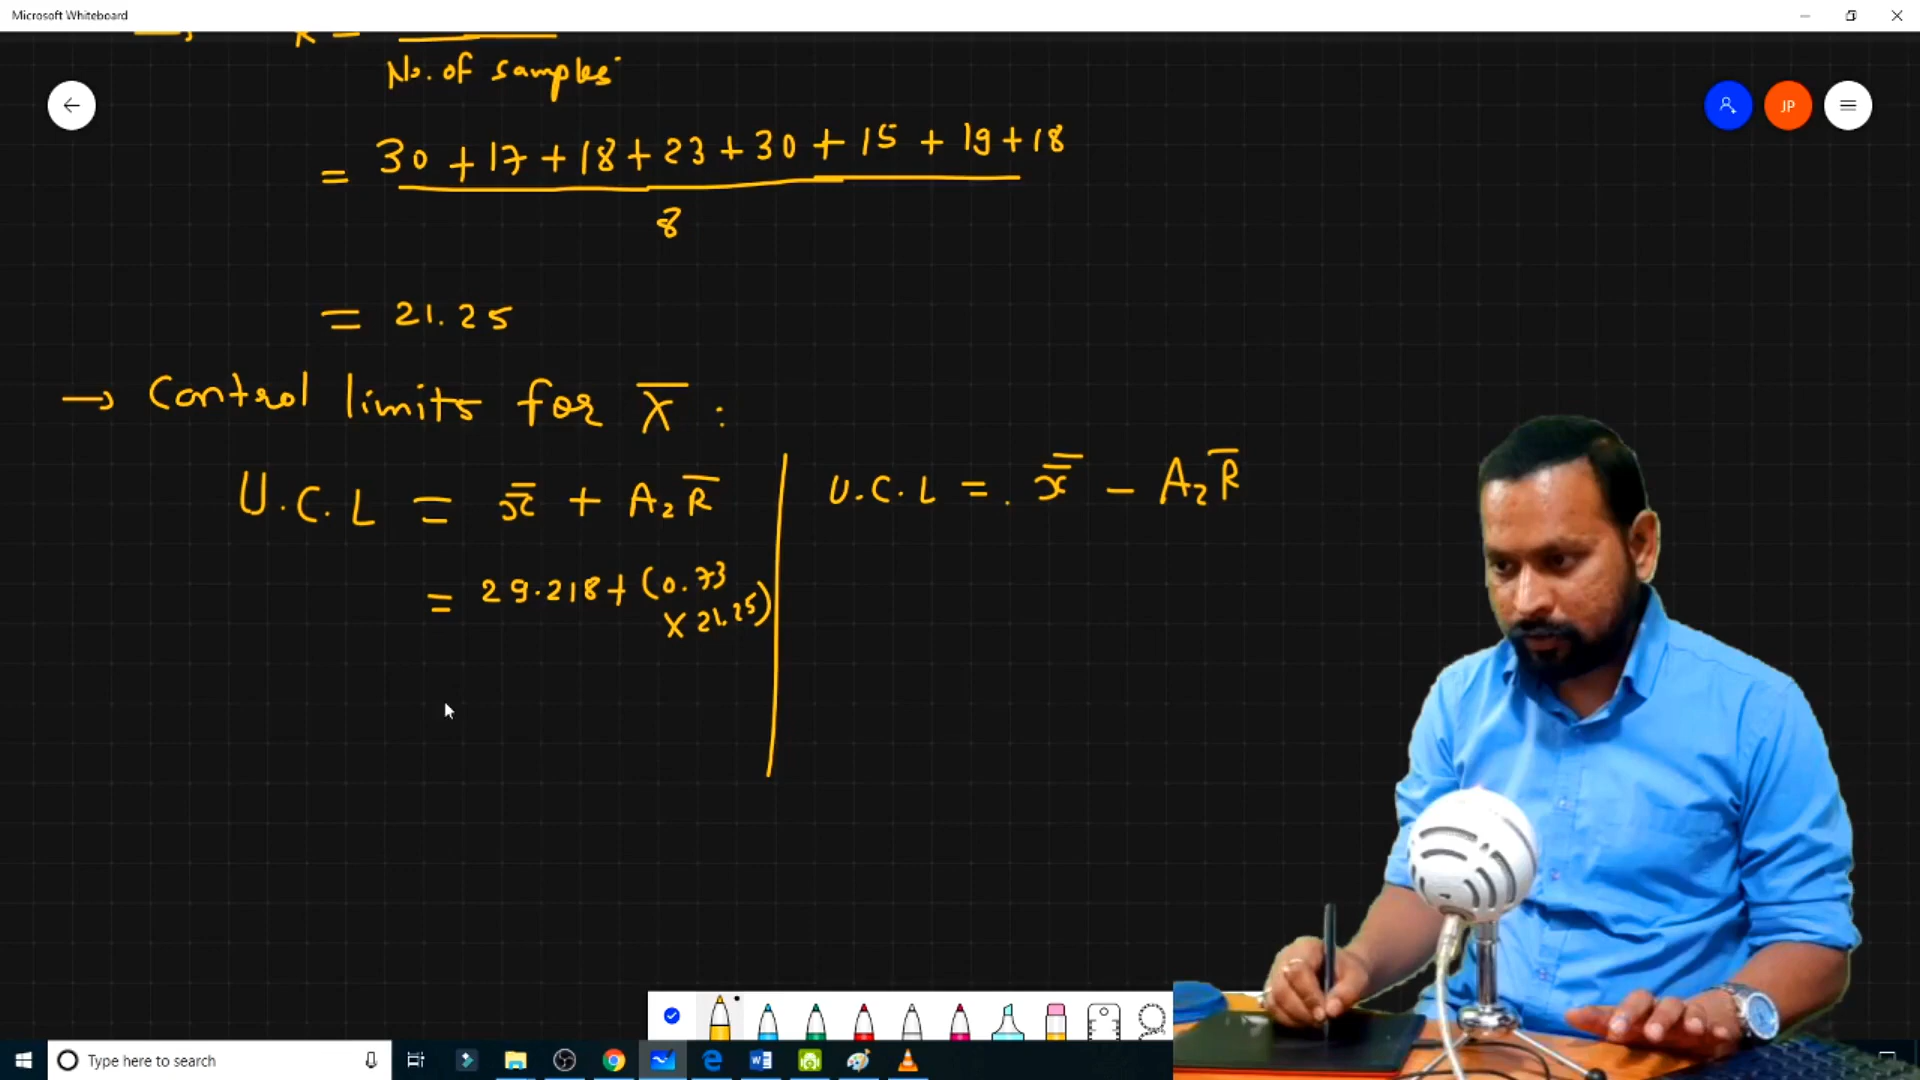 Microsoft Whiteboard
No. of samples
JP
= 30 + 17 + 18 + 23 + 30 + 15 + 19 + 18
8
= 21.25
→ Control limits for X̅ :
U.C.L = x̿ + A₂R̅
= 29.218 + (0.73
× 21.25)
U.C.L = x̿ − A₂R̅
Type here to search